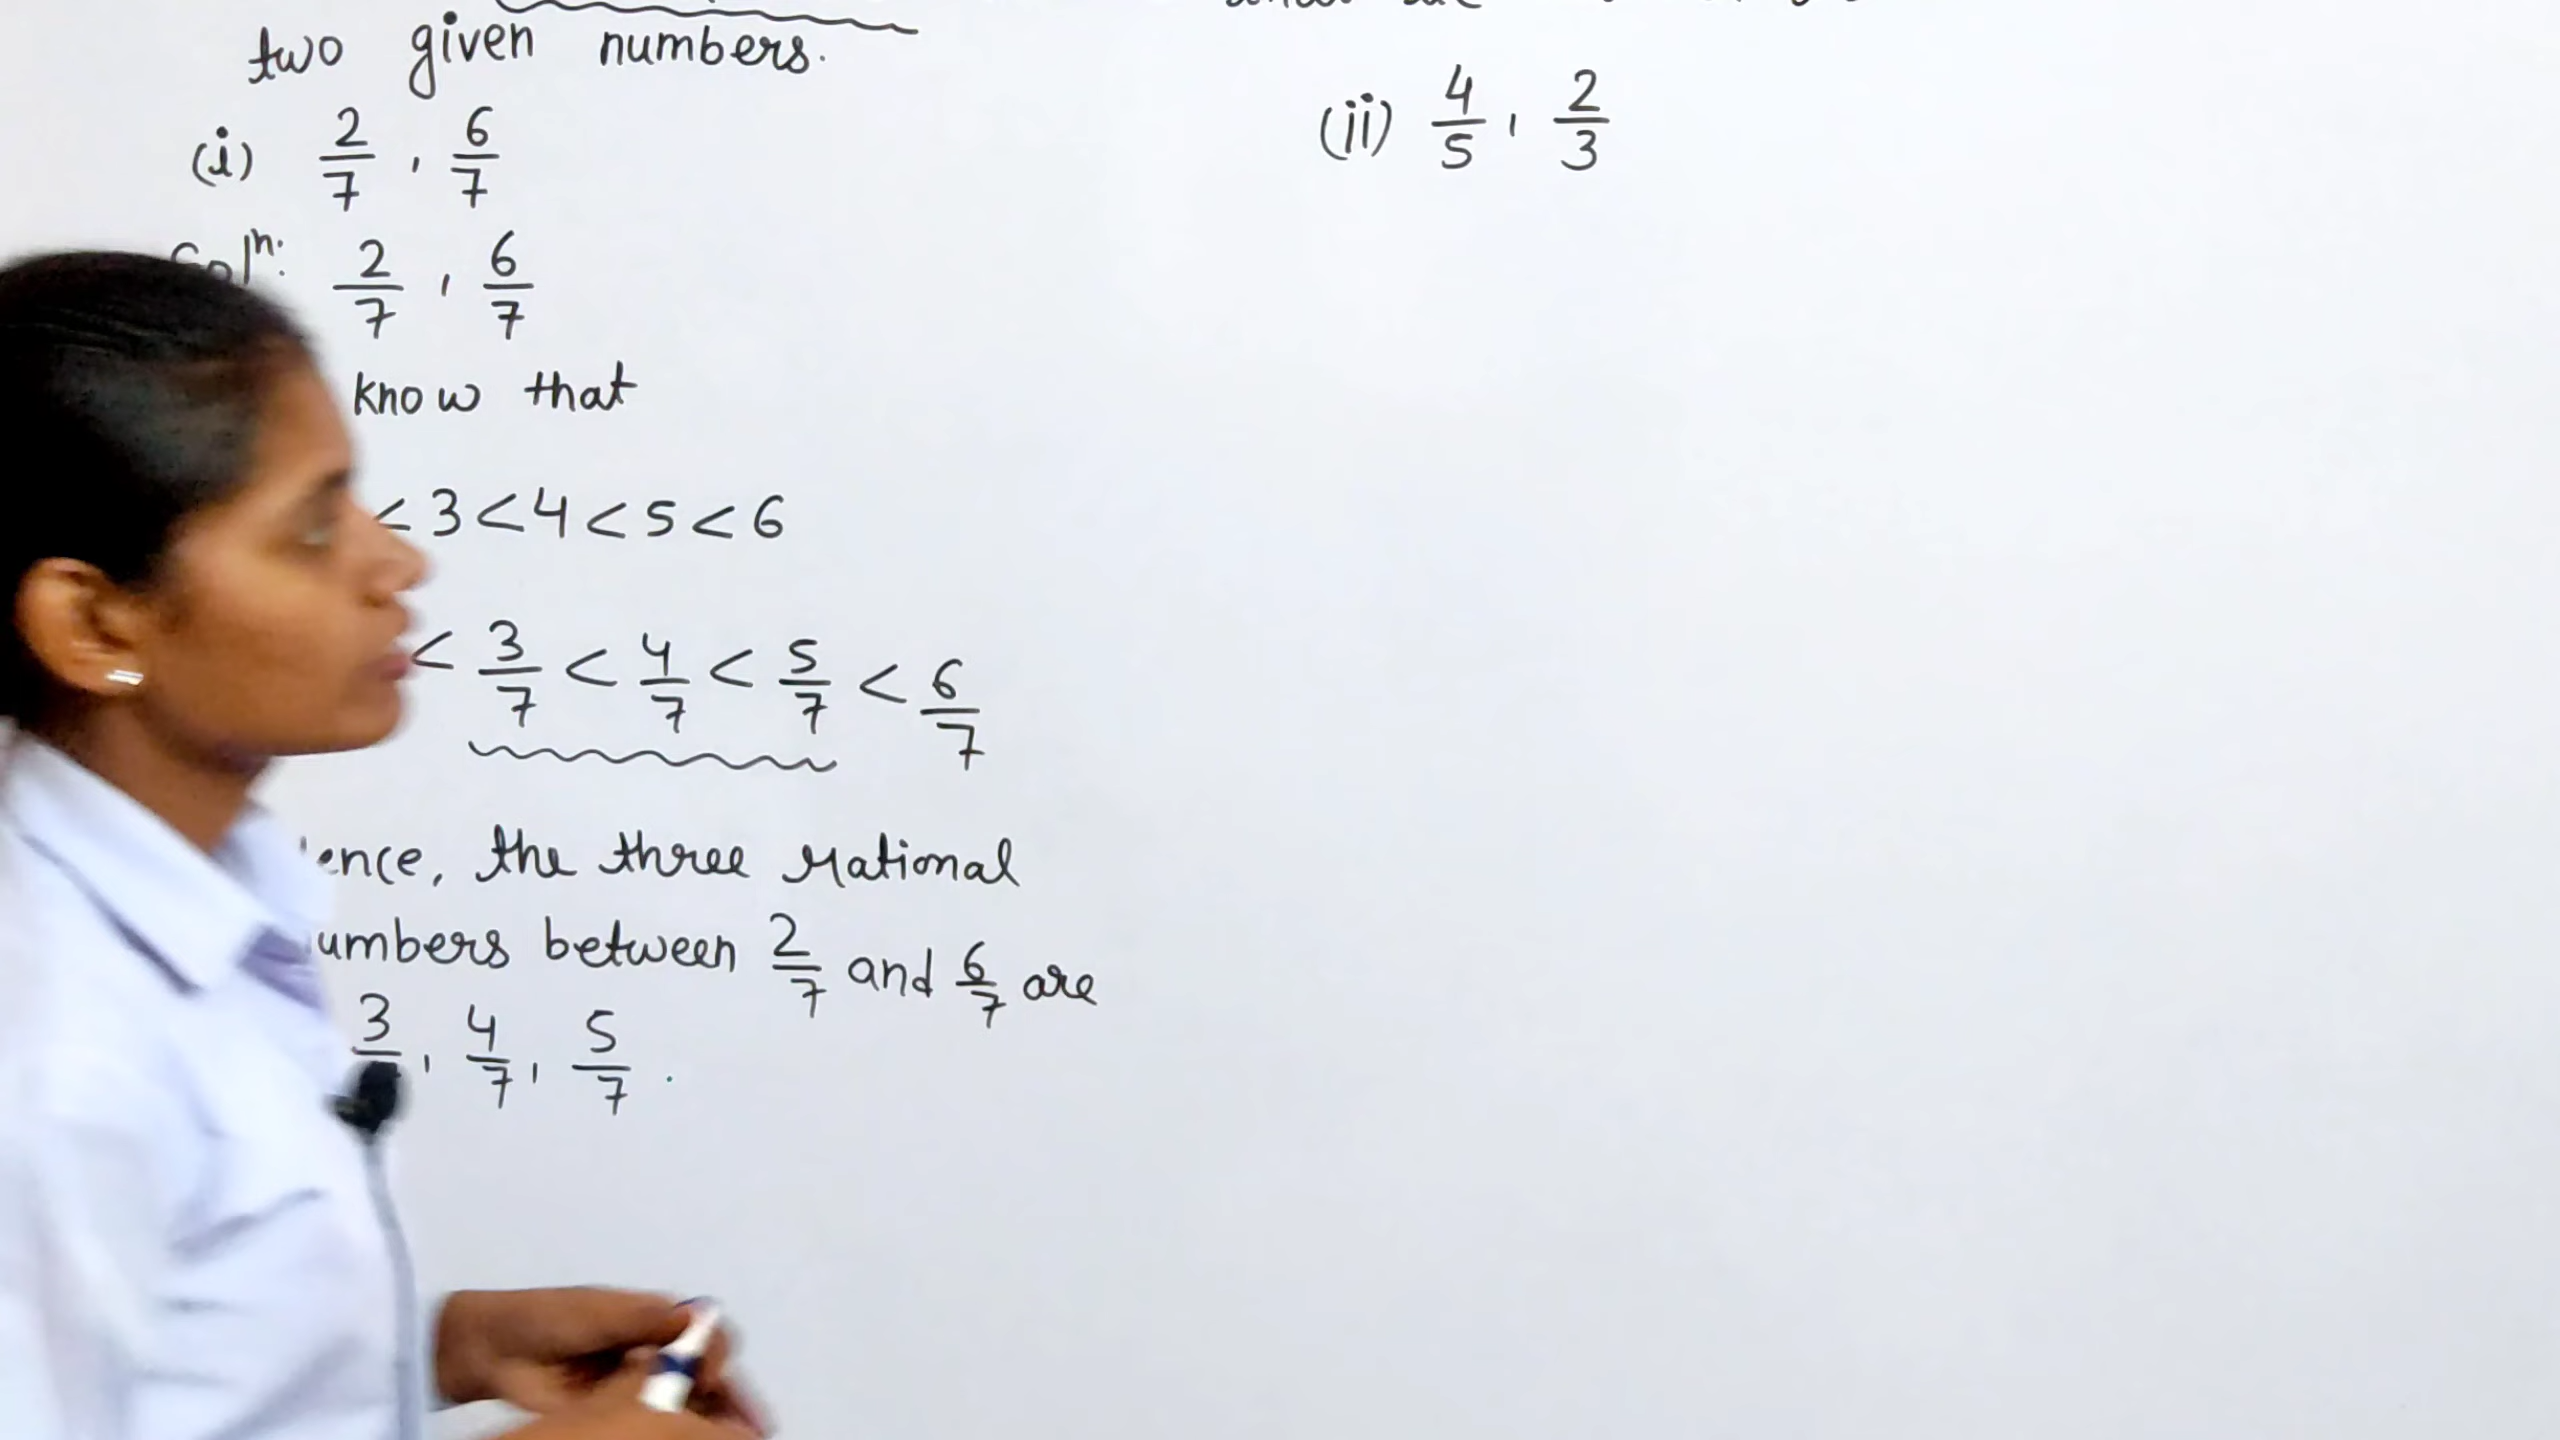 two given numbers.
(i) 2/7 , 6/7
Solⁿ: 2/7 , 6/7
know that
< 3 < 4 < 5 < 6
< 3/7 < 4/7 < 5/7 < 6/7
ence, the three rational
umbers between 2/7 and 6/7 are
3/ , 4/7 , 5/7 .
(ii) 4/5 , 2/3